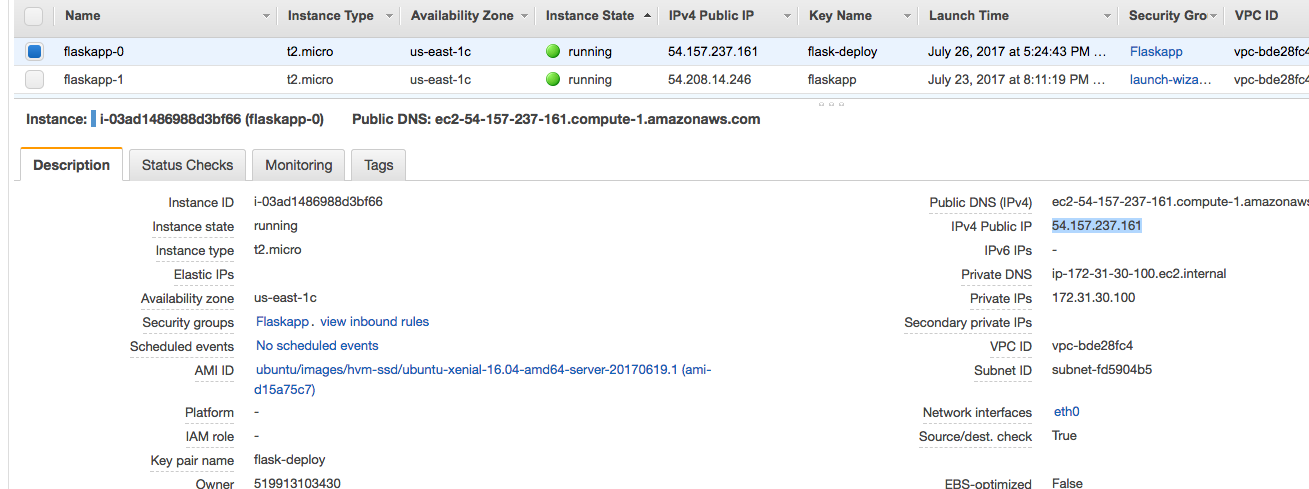 Name Instance Type Availability Zone Instance State IPv4 Public IP Key Name Launch Time Security Gro VPC ID
flaskapp-0 t2.micro us-east-1c running 54.157.237.161 flask-deploy July 26, 2017 at 5:24:43 PM ... Flaskapp vpc-bde28fc4
flaskapp-1 t2.micro us-east-1c running 54.208.14.246 flaskapp July 23, 2017 at 8:11:19 PM ... launch-wiza... vpc-bde28fc4
Instance: i-03ad1486988d3bf66 (flaskapp-0) Public DNS: ec2-54-157-237-161.compute-1.amazonaws.com
Description Status Checks Monitoring Tags
Instance ID i-03ad1486988d3bf66 Public DNS (IPv4) ec2-54-157-237-161.compute-1.amazonaws
Instance state running IPv4 Public IP 54.157.237.161
Instance type t2.micro IPv6 IPs -
Elastic IPs Private DNS ip-172-31-30-100.ec2.internal
Availability zone us-east-1c Private IPs 172.31.30.100
Security groups Flaskapp. view inbound rules Secondary private IPs
Scheduled events No scheduled events VPC ID vpc-bde28fc4
AMI ID ubuntu/images/hvm-ssd/ubuntu-xenial-16.04-amd64-server-20170619.1 (ami- Subnet ID subnet-fd5904b5
d15a75c7)
Platform - Network interfaces eth0
IAM role - Source/dest. check True
Key pair name flask-deploy
Owner 519913103430 EBS-optimized False